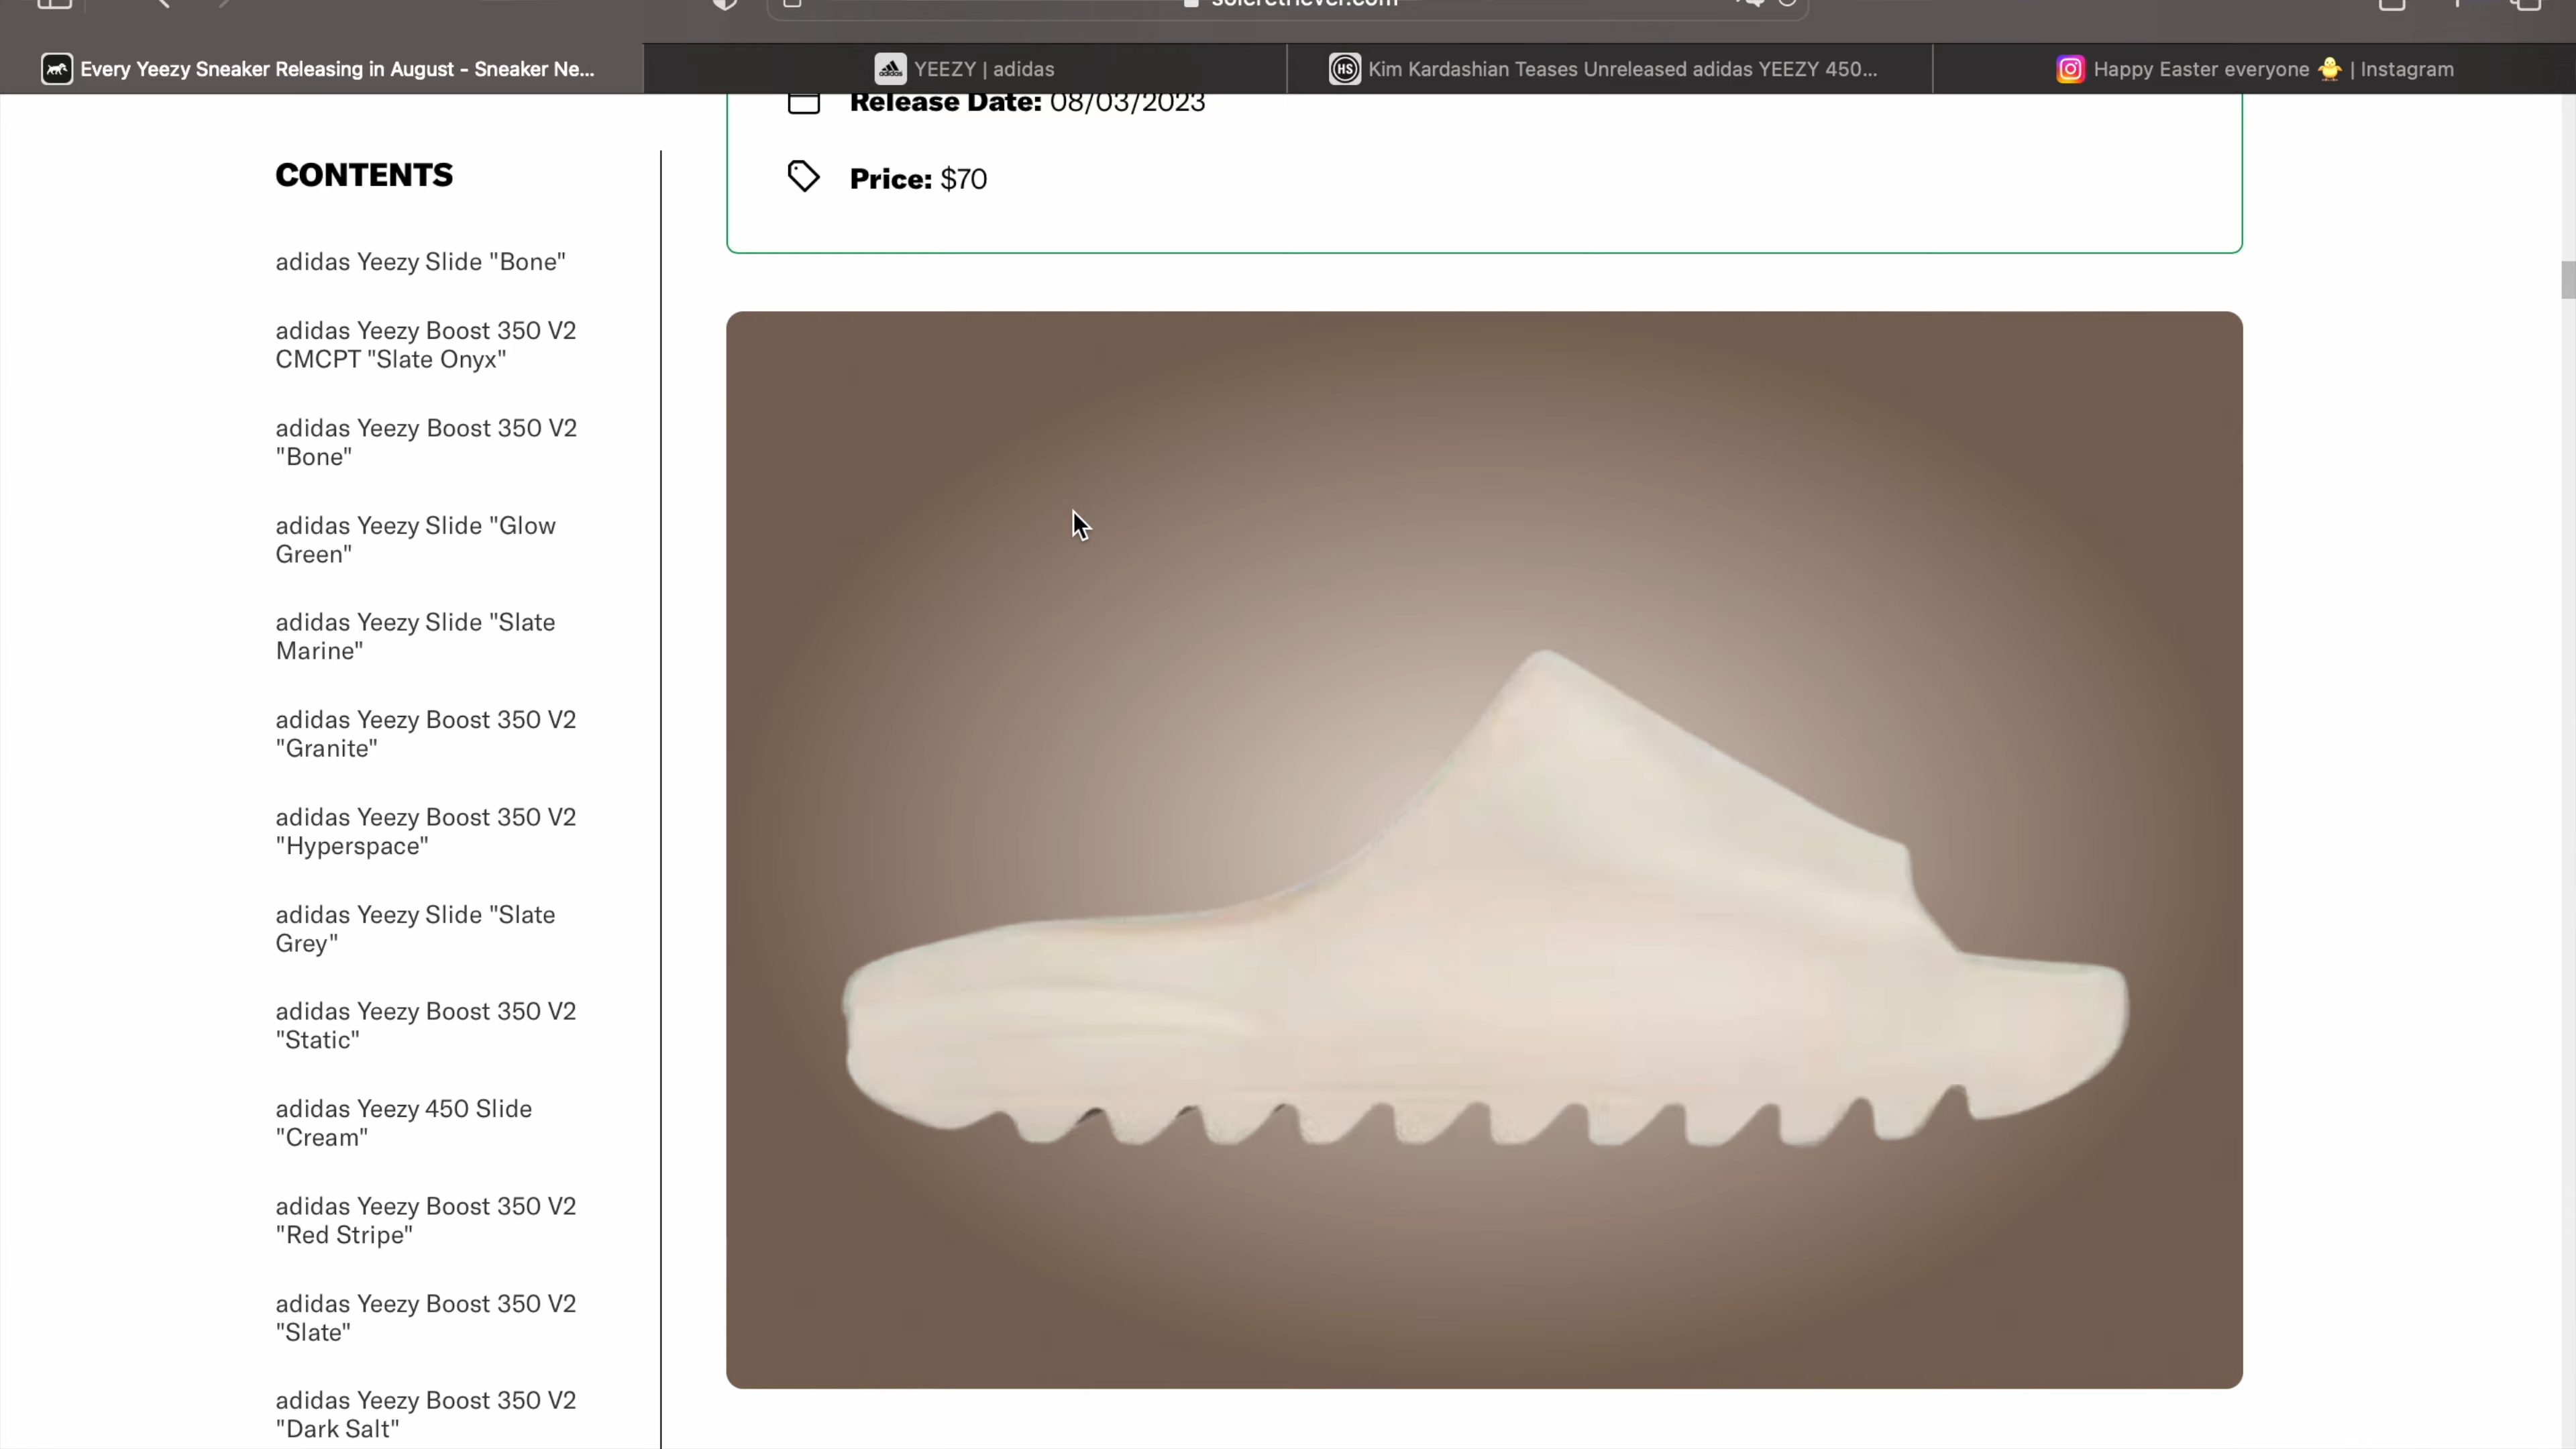 Every Yeezy Sneaker Releasing in August - Sneaker Ne...
YEEZY | adidas
Kim Kardashian Teases Unreleased adidas YEEZY 450...
Happy Easter everyone 🐥 | Instagram
Release Date: 08/03/2023
Price: $70
CONTENTS
adidas Yeezy Slide "Bone"
adidas Yeezy Boost 350 V2
CMCPT "Slate Onyx"
adidas Yeezy Boost 350 V2
"Bone"
adidas Yeezy Slide "Glow
Green"
adidas Yeezy Slide "Slate
Marine"
adidas Yeezy Boost 350 V2
"Granite"
adidas Yeezy Boost 350 V2
"Hyperspace"
adidas Yeezy Slide "Slate
Grey"
adidas Yeezy Boost 350 V2
"Static"
adidas Yeezy 450 Slide
"Cream"
adidas Yeezy Boost 350 V2
"Red Stripe"
adidas Yeezy Boost 350 V2
"Slate"
adidas Yeezy Boost 350 V2
"Dark Salt"